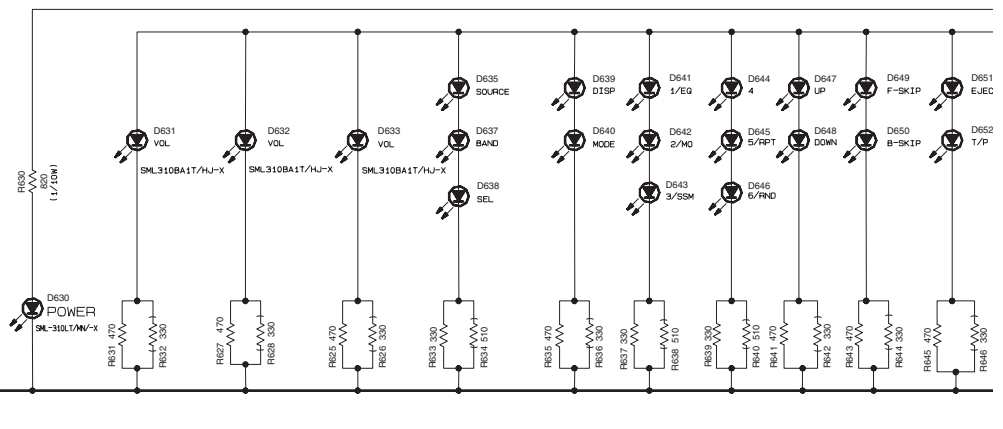 D635
SOURCE
D639
DISP
D641
1/EQ
D644
4
D647
UP
D649
F-SKIP
D651
EJEC
D631
VOL
D632
VOL
D633
VOL
D637
BAND
D640
MODE
D642
2/MO
D645
5/RPT
D648
DOWN
D650
B-SKIP
D652
T/P
SML310BA1T/HJ-X
SML310BA1T/HJ-X
SML310BA1T/HJ-X
R630
820
(1/10W)
D638
SEL
D643
3/SSM
D646
6/RND
D630
POWER
SML-310LT/MN/-X
R631 470
R632 330
R627 470
R628 330
R625 470
R626 330
R633 330
R634 510
R635 470
R636 330
R637 330
R638 510
R639 330
R640 510
R641 470
R642 330
R643 470
R644 330
R645 470
R646 330